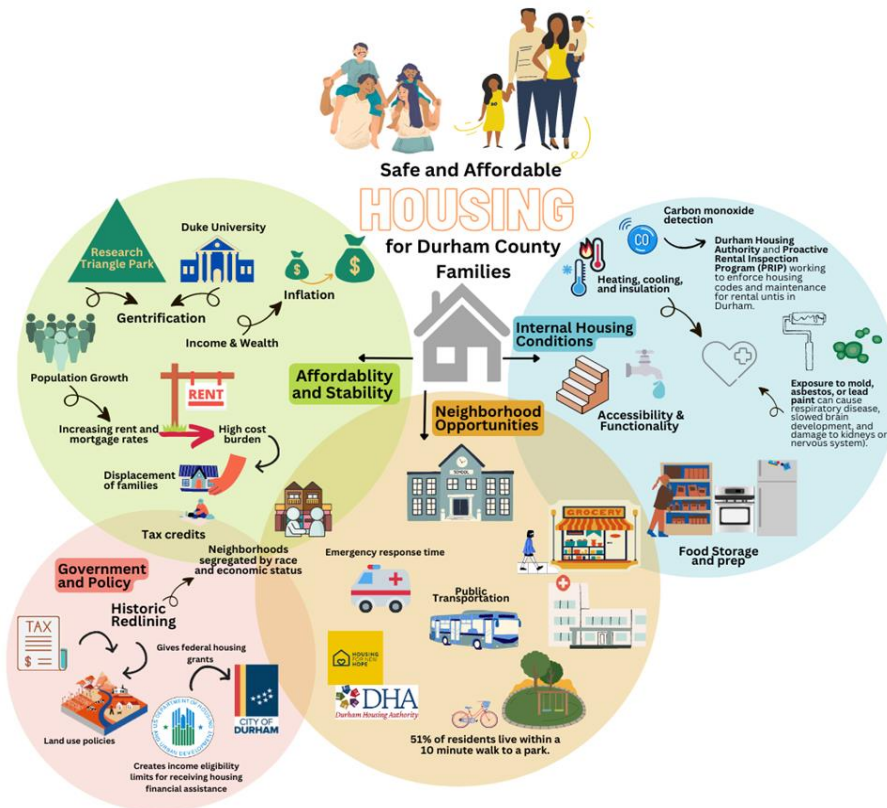 Safe and Affordable
HOUSING
for Durham County
Families
Research
Triangle Park
Duke University
$
$
Inflation
Gentrification
Income & Wealth
Population Growth
RENT
Increasing rent and
mortgage rates
High cost
burden
Displacement
of families
Tax credits
Affordablity
and Stability
Internal Housing
Conditions
Carbon monoxide
detection
CO
Durham Housing
Authority and Proactive
Rental Inspection
Program (PRIP) working
to enforce housing
codes and maintenance
for rental untis in
Durham.
Heating, cooling,
and insulation
Accessibility &
Functionality
Exposure to mold,
asbestos, or lead
paint can cause
respiratory disease,
slowed brain
development, and
damage to kidneys or
nervous system).
Food Storage
and prep
Neighborhood
Opportunities
SCHOOL
GROCERY
Emergency response time
Public
Transportation
HOUSING
FOR NEW
HOPE
DHA
Durham Housing Authority
51% of residents live within a
10 minute walk to a park.
Neighborhoods
segregated by race
and economic status
Government
and Policy
Historic
Redlining
TAX
$
Gives federal housing
grants
Land use policies
U.S. DEPARTMENT OF HOUSING
AND URBAN DEVELOPMENT
CITY OF
DURHAM
Creates income eligibility
limits for receiving housing
financial assistance